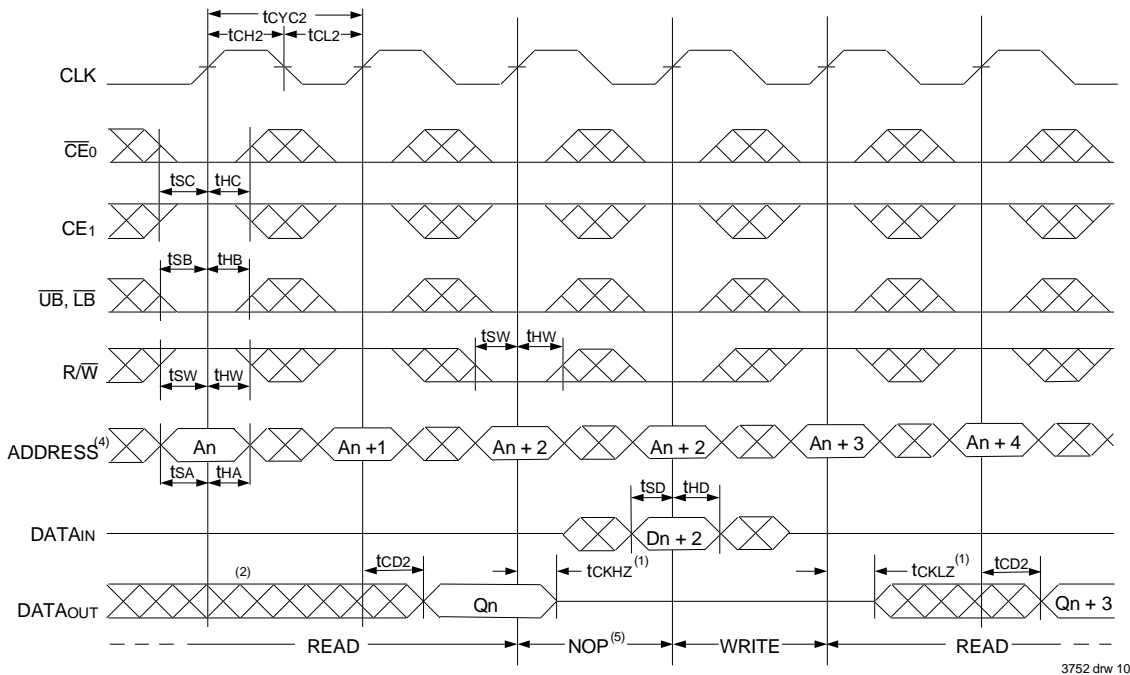 tCYC2
tCH2 tCL2
CLK
CE0
tSC tHC
CE1
tSB tHB
UB, LB
tSW tHW
R/W
tSW tHW
ADDRESS(4) An An +1 An + 2 An + 2 An + 3 An + 4
tSA tHA
tSD tHD
DATAIN Dn + 2
tCD2 tCKHZ(1) tCKLZ(1) tCD2
(2)
DATAOUT Qn Qn + 3
READ NOP(5) WRITE READ
3752 drw 10